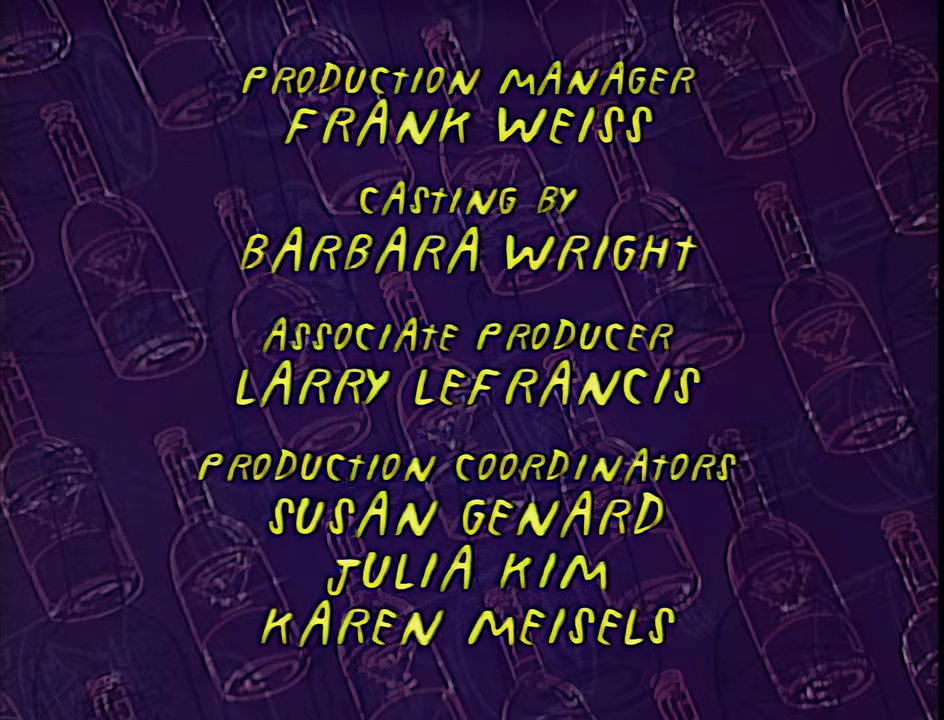 PRODUCTION MANAGER
FRANK WEISS
CASTING BY
BARBARA WRIGHT
ASSOCIATE PRODUCER
LARRY LEFRANCIS
PRODUCTION COORDINATORS
SUSAN GENARD
JULIA KIM
KAREN MEISELS